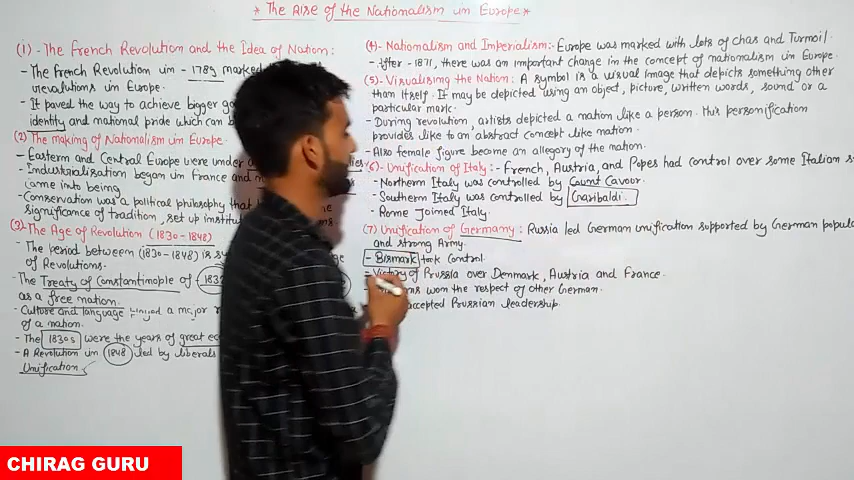 * The Rise of the Nationalism in Europe *
(1) - The French Revolution and the Idea of Nation:
- The French Revolution in - 1789 marked
revolutions in Europe.
- It paved the way to achieve bigger
identity and national pride which can b
(2) The making of Nationalism in Europe.
- Eastern and Central Europe were under
- Industrialisation began in France and
came into being
- Conservation was a political philosophy that
significance of tradition, set up instit
(3) - The Age of Revolution (1830 - 1848)
- The period between (1830 - 1848) is
of Revolutions.
- The Treaty of Constantinople of 1832
as a free nation.
- Culture and language played a major r
of a nation.
- The 1830s were the years of great
- A Revolution in 1848 led by liberals
Unification
(4) - Nationalism and Imperialism:- Europe was marked with lots of chas and Turmoil.
- After - 1871, there was an important change in the concept of nationalism in Europe.
(5) - Visualising the Nation: A symbol is a visual image that depicts something other
than itself. It may be depicted using an object, picture, written words, sound or a
particular mark.
- During revolution, artists depicted a nation like a person. This personification
provides life to an abstract concept like nation.
- Also female figure become an allegory of the nation.
(6) - Unification of Italy:- French, Austria, and Popes had control over some Italian s
- Northern Italy was controlled by Count Cavour.
- Southern Italy was controlled by Garibaldi.
- Rome Joined Italy.
(7) Unification of Germany: Russia led German unification supported by German popula
and strong Army.
- Bismark took Control.
- Victory of Prussia over Denmark, Austria and France.
won the respect of other German.
accepted Prussian leadership.
CHIRAG GURU